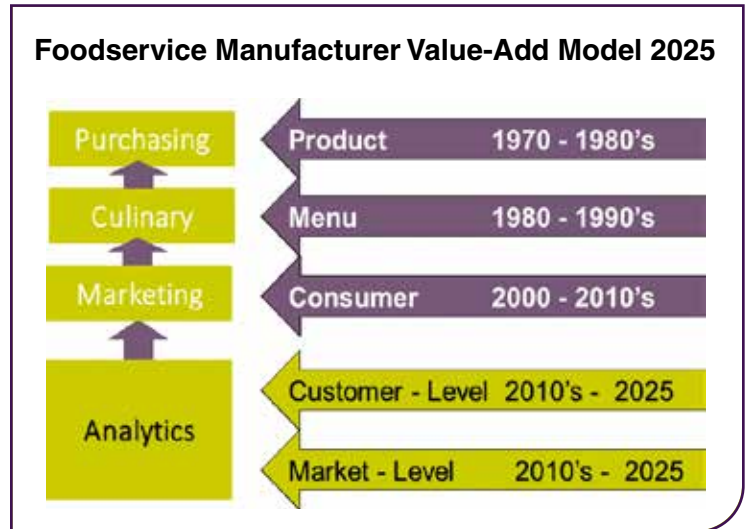 Foodservice Manufacturer Value-Add Model 2025
Purchasing Product 1970 - 1980's
Culinary Menu 1980 - 1990's
Marketing Consumer 2000 - 2010's
Analytics
Customer - Level 2010's - 2025
Market - Level 2010's - 2025